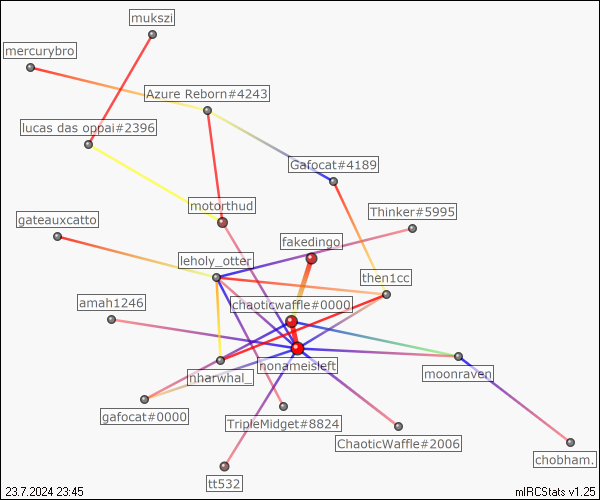 mukszi
mercurybro
Azure Reborn#4243
lucas das oppai#2396
Gafocat#4189
motorthud
Thinker#5995
gateauxcatto
fakedingo
leholy_otter
then1cc
amah1246
chaoticwaffle#0000
nonameisleft
moonraven
nharwhal_
gafocat#0000
TripleMidget#8824
ChaoticWaffle#2006
chobham.
tt532
23.7.2024 23:45
mIRCStats v1.25